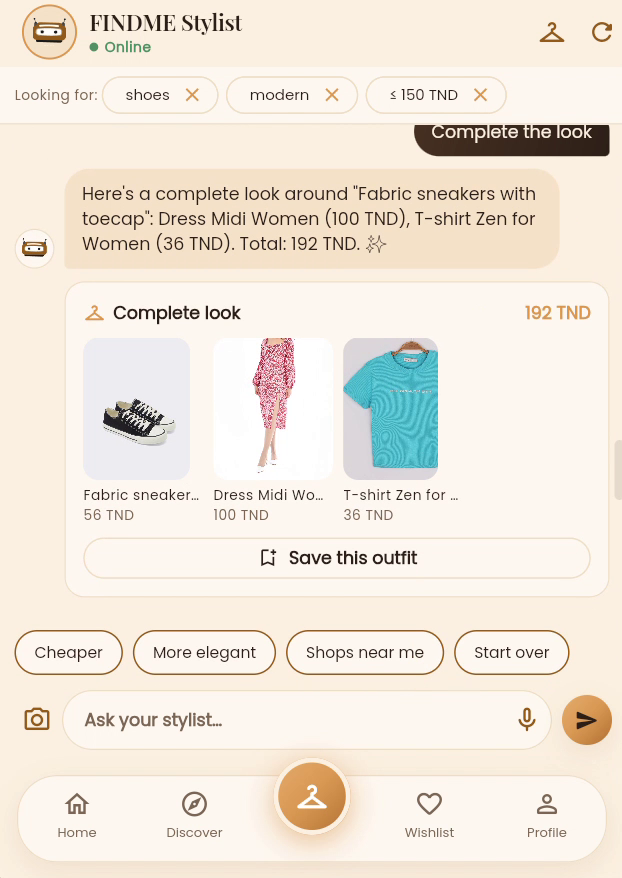 FINDME Stylist
Online
Looking for:
shoes
modern
≤ 150 TND
Complete the look
Here's a complete look around "Fabric sneakers with
toecap": Dress Midi Women (100 TND), T-shirt Zen for
Women (36 TND). Total: 192 TND. ✨
Complete look
192 TND
Fabric sneaker...
Dress Midi Wo...
T-shirt Zen for ...
56 TND
100 TND
36 TND
Save this outfit
Cheaper
More elegant
Shops near me
Start over
Ask your stylist...
Home
Discover
Wishlist
Profile